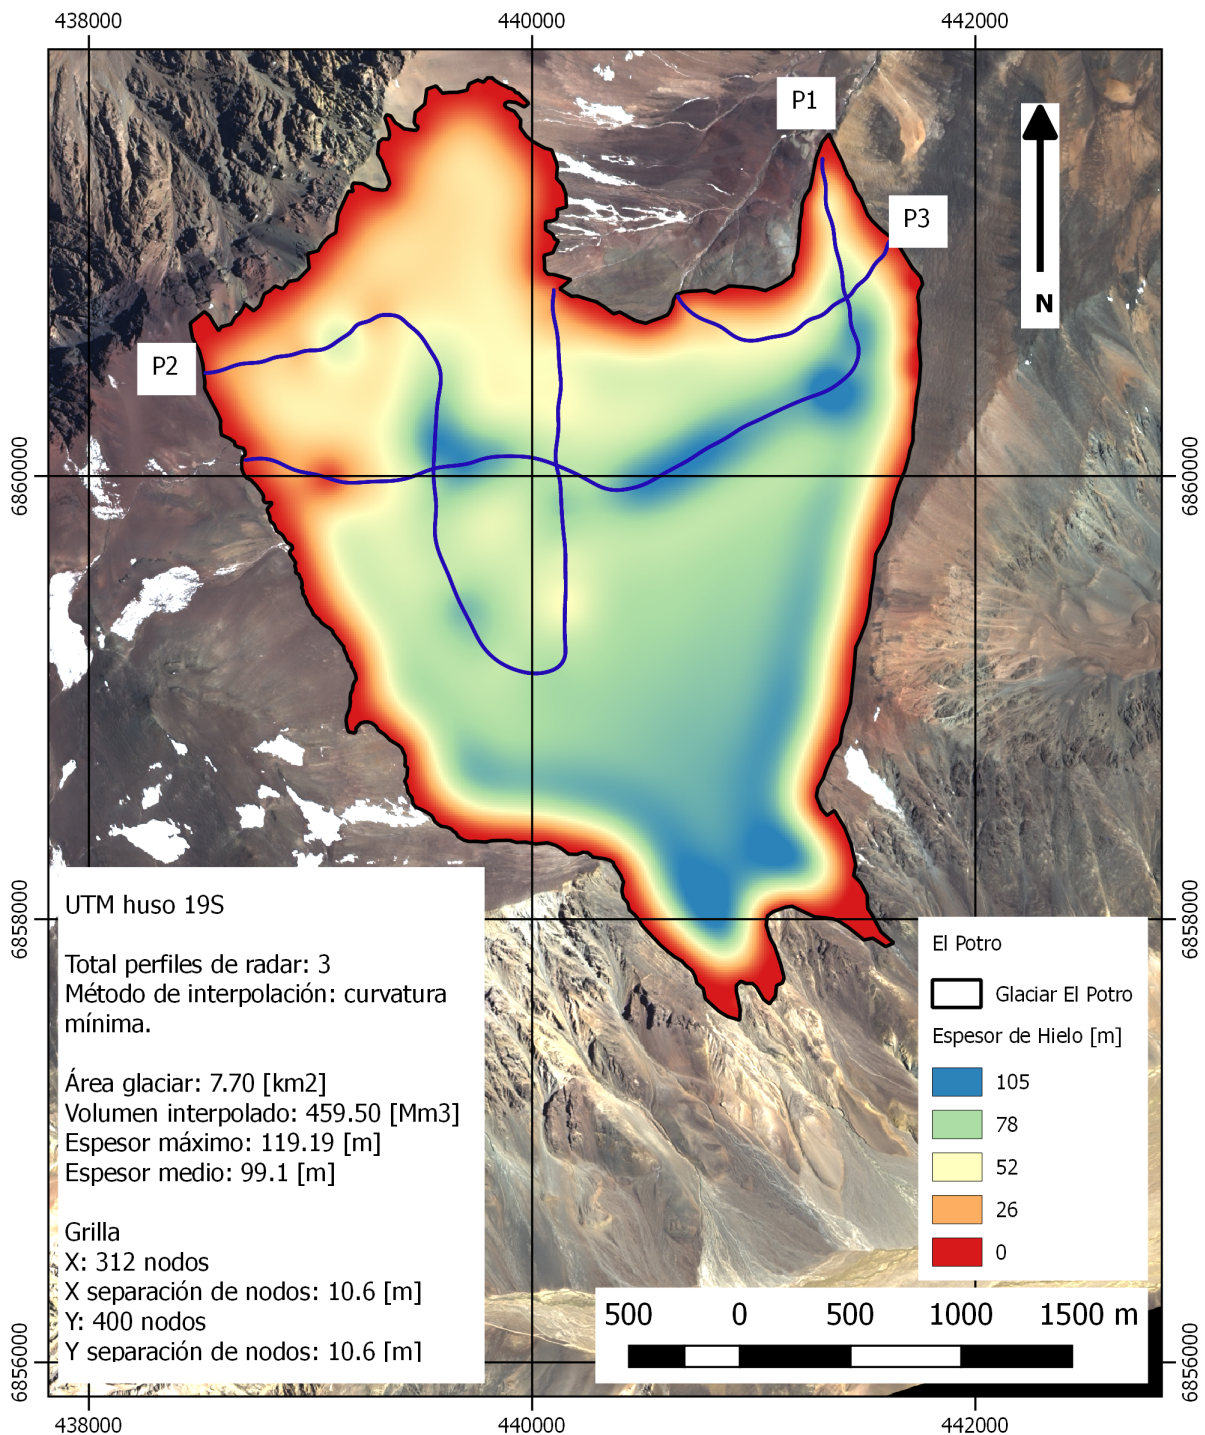 438000
440000
442000
P1
P3
P2
6860000
6860000
6858000
6858000
6856000
6856000
UTM huso 19S
Total perfiles de radar: 3
Método de interpolación: curvatura
mínima.
Área glaciar: 7.70 [km2]
Volumen interpolado: 459.50 [Mm3]
Espesor máximo: 119.19 [m]
Espesor medio: 99.1 [m]
Grilla
X: 312 nodos
X separación de nodos: 10.6 [m]
Y: 400 nodos
Y separación de nodos: 10.6 [m]
N
El Potro
Glaciar El Potro
Espesor de Hielo [m]
105
78
52
26
0
500 0 500 1000 1500 m
438000
440000
442000